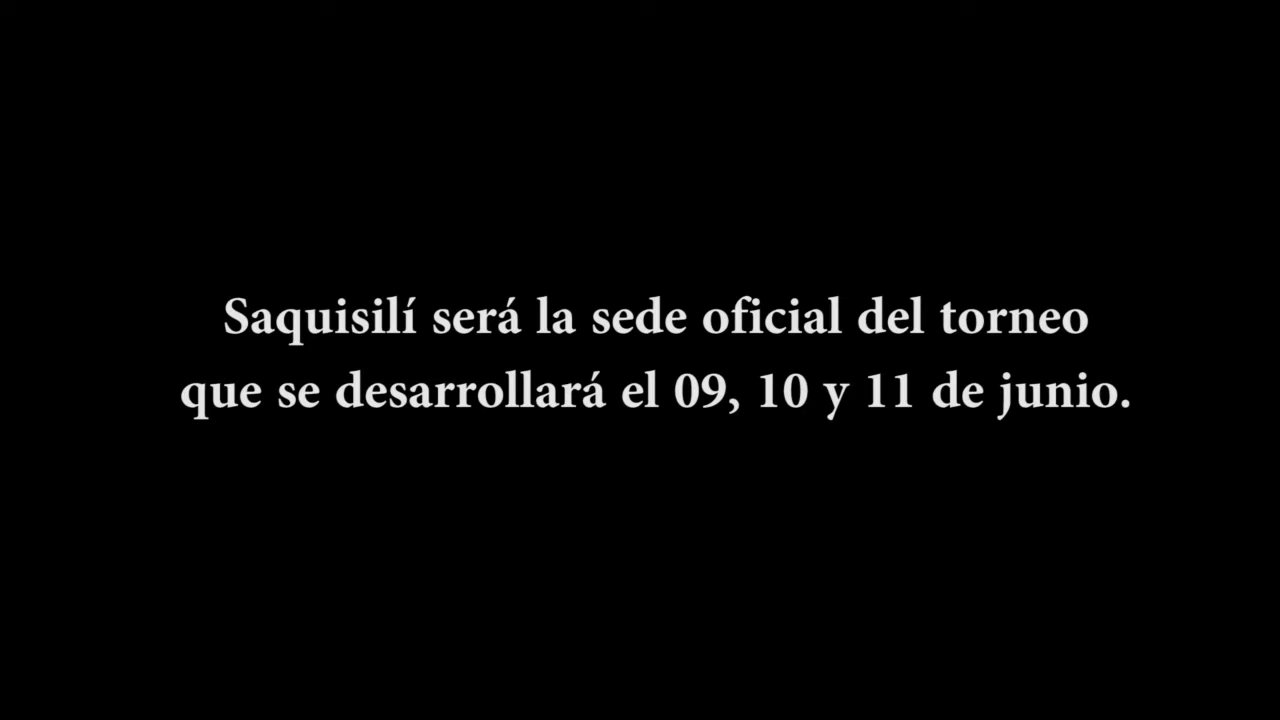 Saquisilí será la sede oficial del torneo
que se desarrollará el 09, 10 y 11 de junio.